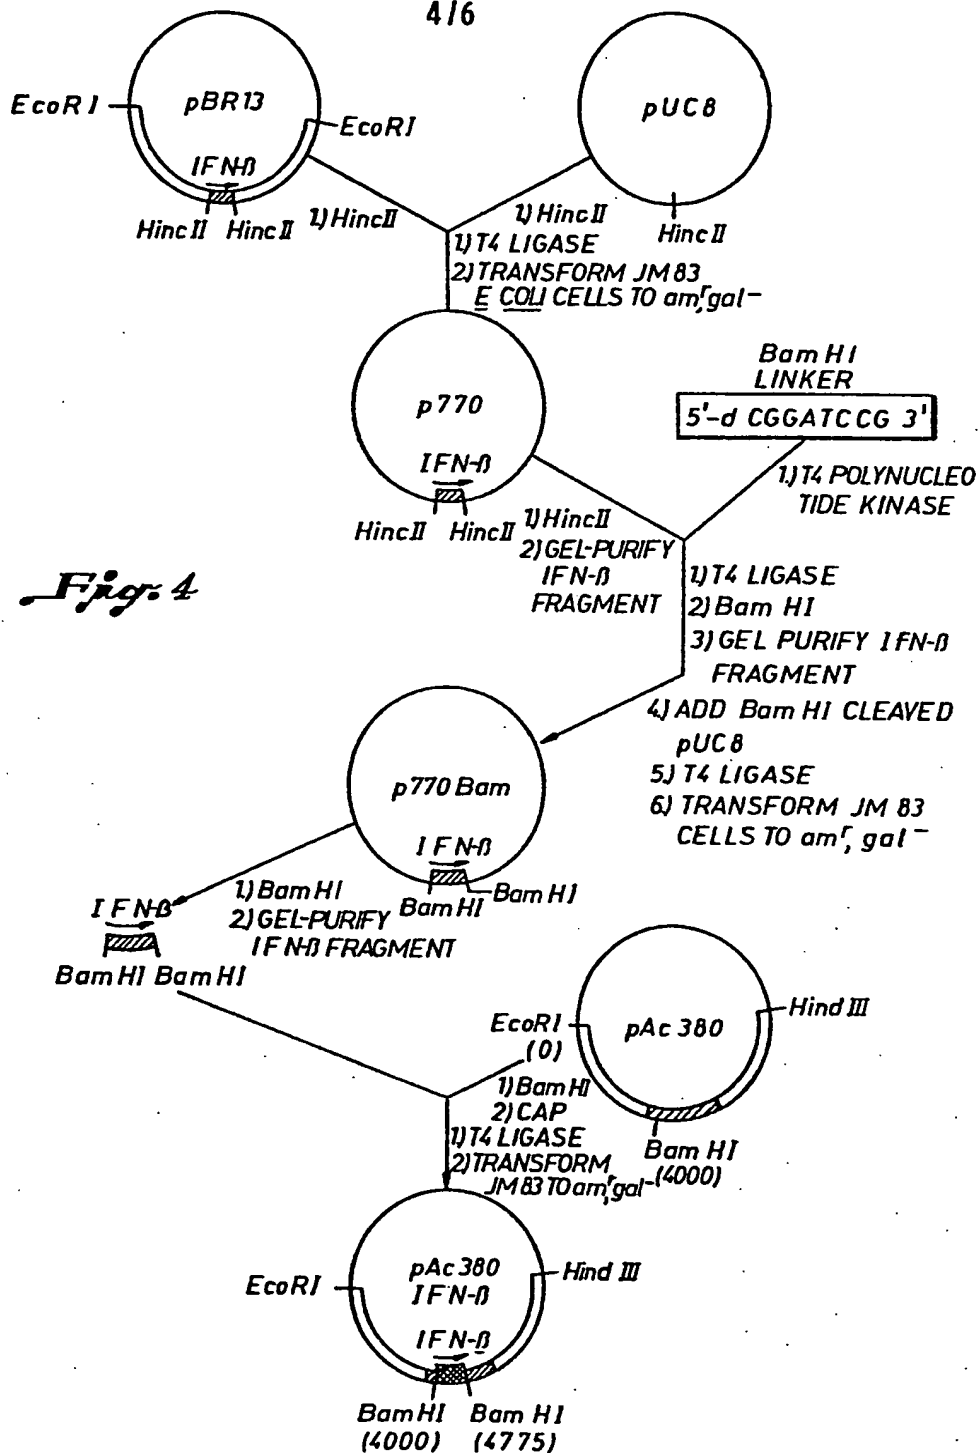 4/6
pBR13
pUC8
EcoRI
EcoRI
IFN-β
HincII HincII
1.) HincII
1.) HincII
HincII
1.) T4 LIGASE
2.) TRANSFORM JM83
E COLI CELLS TO amʳ, gal⁻
p770
IFN-β
HincII HincII
Bam HI
LINKER
5'-d CGGATCCG 3'
1.) T4 POLYNUCLEO
TIDE KINASE
1.) HincII
2.) GEL-PURIFY
IFN-β
FRAGMENT
1.) T4 LIGASE
2.) Bam HI
3.) GEL PURIFY IFN-β
FRAGMENT
4.) ADD Bam HI CLEAVED
pUC8
5.) T4 LIGASE
6.) TRANSFORM JM 83
CELLS TO amʳ, gal⁻
Fig. 4
p770 Bam
IFN-β
Bam HI
Bam HI
1.) Bam HI
2.) GEL-PURIFY
IFN-β FRAGMENT
IFN-β
Bam HI Bam HI
pAc 380
EcoRI
(0)
Hind III
Bam HI
(4000)
1.) Bam HI
2.) CAP
1.) T4 LIGASE
2.) TRANSFORM
JM 83 TO amʳ, gal⁻
pAc 380
IFN-β
EcoRI
Hind III
IFN-β
Bam HI Bam HI
(4000) (4775)